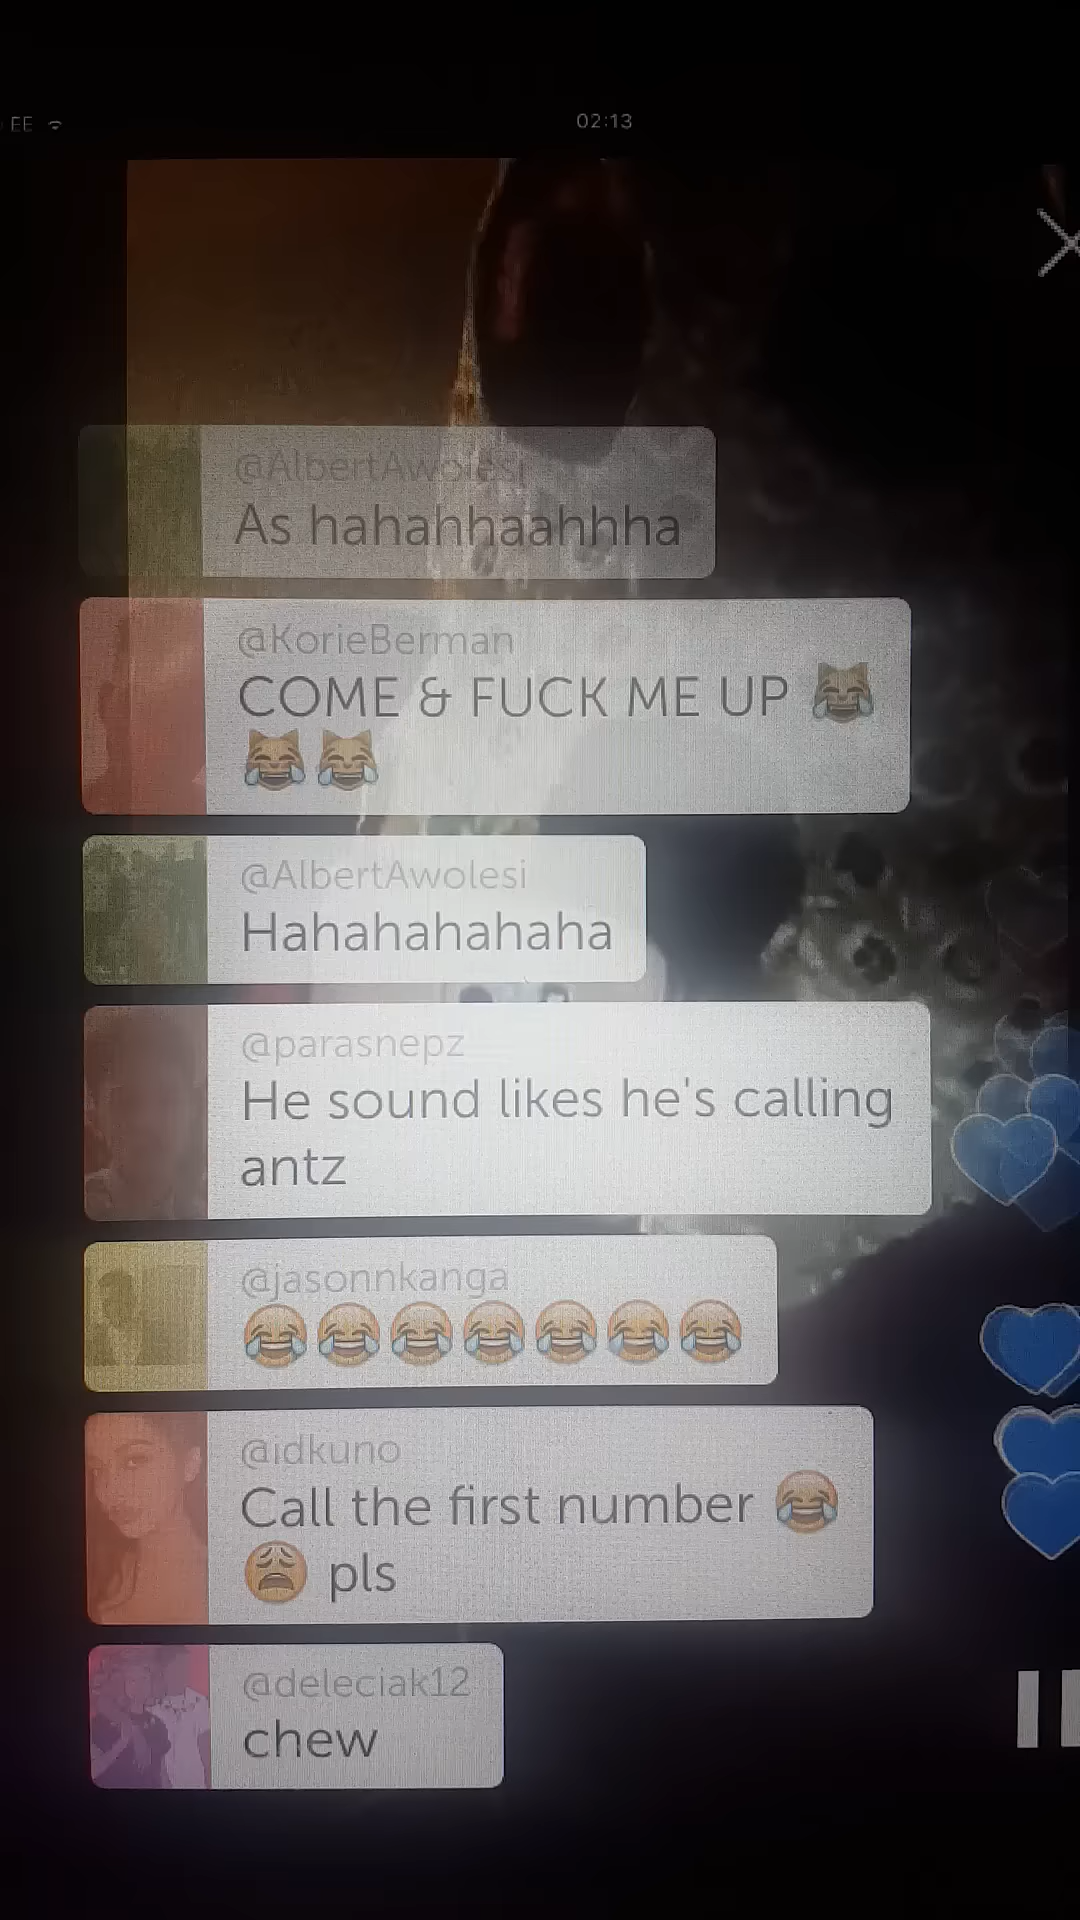 EE
02:13
@AlbertAwolesi
As hahahhaahhha
@KorieBerman
COME & FUCK ME UP 😹
😹😹
@AlbertAwolesi
Hahahahahaha
@parasnepz
He sound likes he's calling
antz
@jasonnkanga
😂😂😂😂😂😂😂
@idkuno
Call the first number 😂
😩 pls
@deleciak12
chew